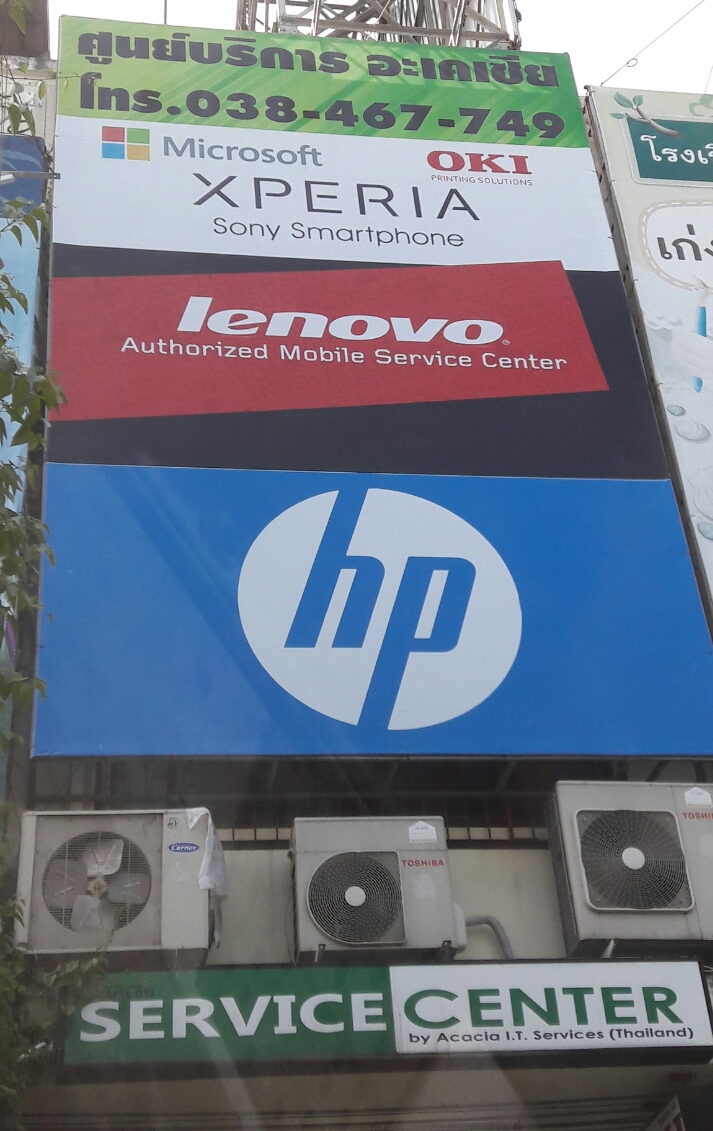 ศูนย์บริการ อะเคเซีย
โทร.038-467-749
Microsoft
OKI
PRINTING SOLUTIONS
XPERIA
Sony Smartphone
lenovo
Authorized Mobile Service Center
hp
Carrier
TOSHIBA
SERVICE CENTER
by Acacia I.T. Services (Thailand)